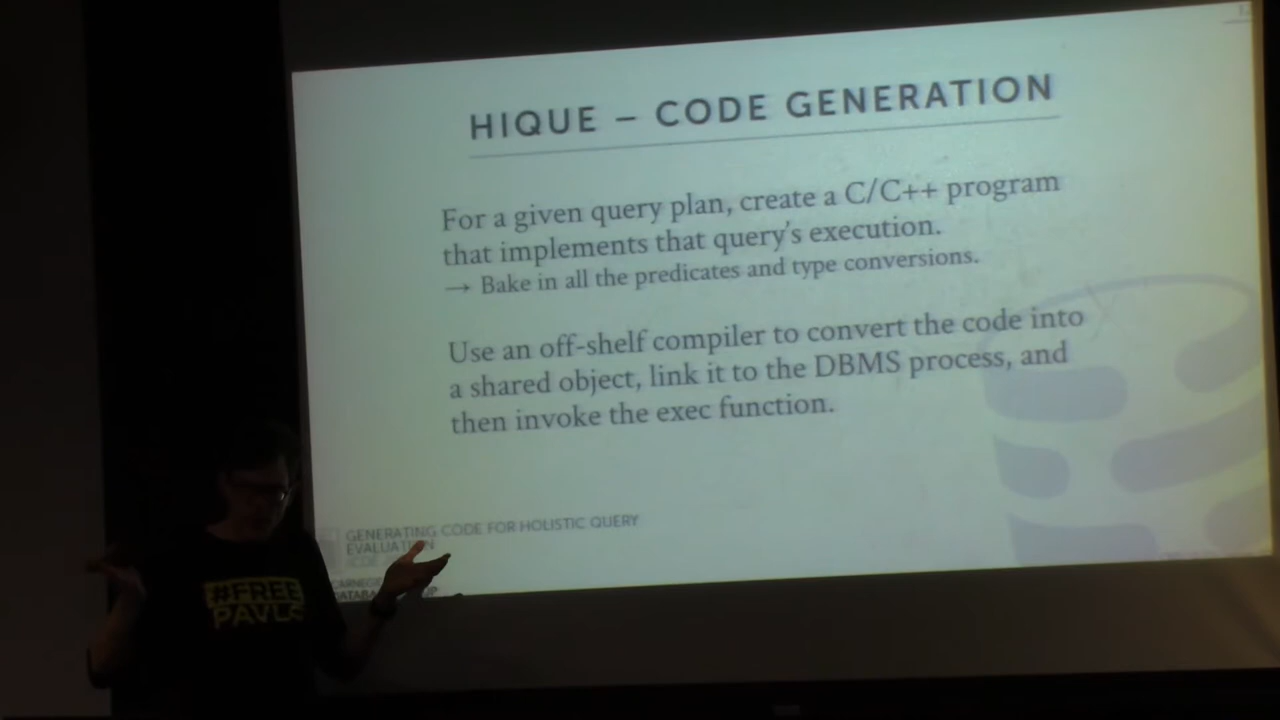 HIQUE – CODE GENERATION
For a given query plan, create a C/C++ program
that implements that query's execution.
→ Bake in all the predicates and type conversions.
Use an off-shelf compiler to convert the code into
a shared object, link it to the DBMS process, and
then invoke the exec function.
GENERATING CODE FOR HOLISTIC QUERY
EVALUATION
#FREE
PAVLO